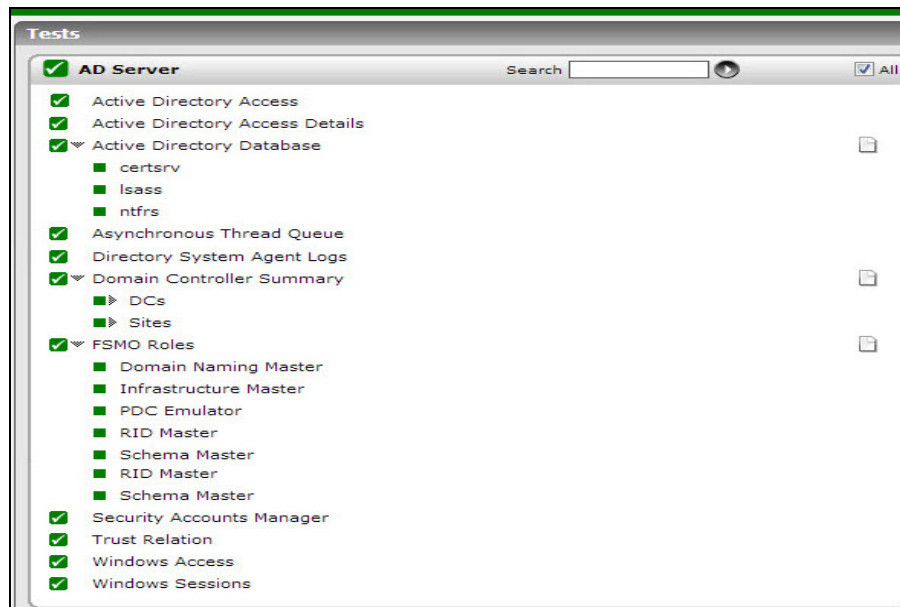 Tests
AD Server Search All
Active Directory Access
Active Directory Access Details
Active Directory Database
certsrv
lsass
ntfrs
Asynchronous Thread Queue
Directory System Agent Logs
Domain Controller Summary
DCs
Sites
FSMO Roles
Domain Naming Master
Infrastructure Master
PDC Emulator
RID Master
Schema Master
RID Master
Schema Master
Security Accounts Manager
Trust Relation
Windows Access
Windows Sessions